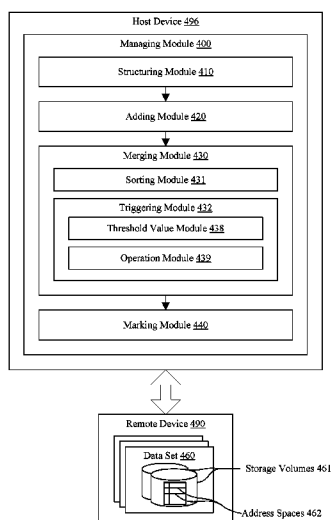 Host Device 496
Managing Module 400
Structuring Module 410
Adding Module 420
Merging Module 430
Sorting Module 431
Triggering Module 432
Threshold Value Module 438
Operation Module 439
Marking Module 440
Remote Device 490
Data Set 460
Storage Volumes 461
Address Spaces 462